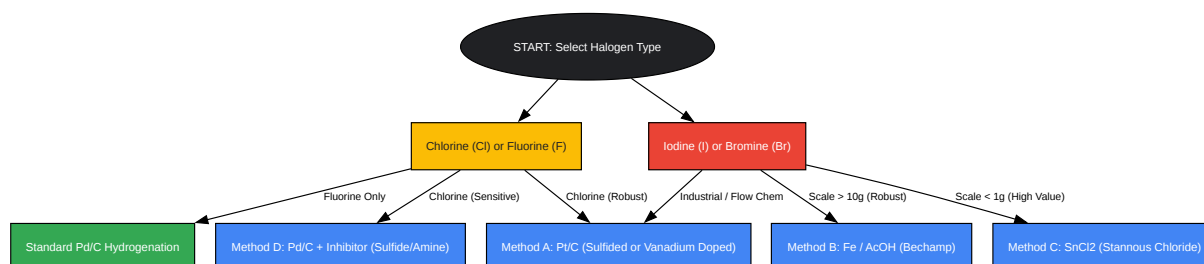 START: Select Halogen Type
Chlorine (Cl) or Fluorine (F)
Iodine (I) or Bromine (Br)
Fluorine Only
Chlorine (Sensitive)
Chlorine (Robust)
Industrial / Flow Chem
Scale > 10g (Robust)
Scale < 1g (High Value)
Standard Pd/C Hydrogenation
Method D: Pd/C + Inhibitor (Sulfide/Amine)
Method A: Pt/C (Sulfided or Vanadium Doped)
Method B: Fe / AcOH (Bechamp)
Method C: SnCl2 (Stannous Chloride)